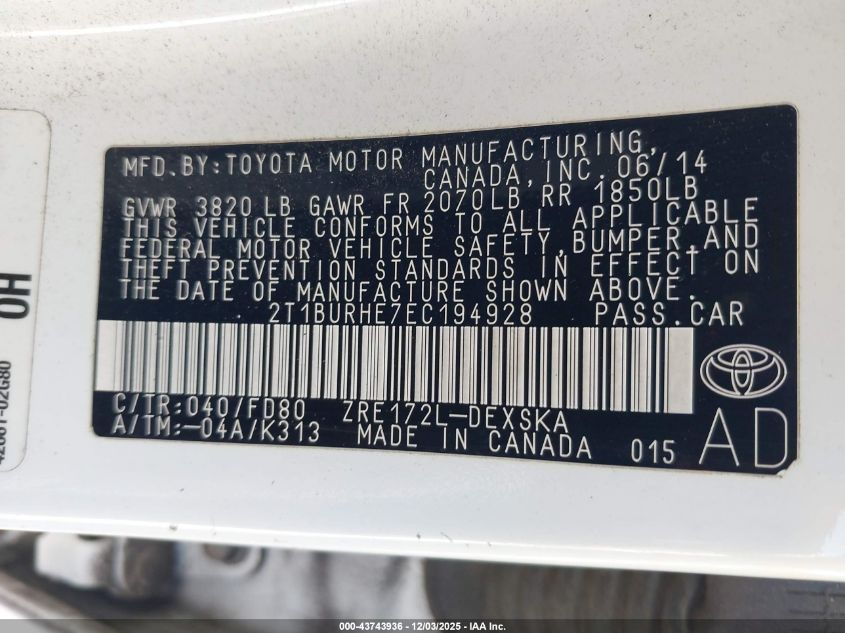 MFD.BY:TOYOTA MOTOR MANUFACTURING,
CANADA,INC.06/14
GVWR 3820 LB GAWR FR 2070LB RR 1850LB
THIS VEHICLE CONFORMS TO ALL APPLICABLE
FEDERAL MOTOR VEHICLE SAFETY,BUMPER,AND
THEFT PREVENTION STANDARDS IN EFFECT ON
THE DATE OF MANUFACTURE SHOWN ABOVE.
2T1BURHE7EC194928 PASS.CAR
C/TR:040/FD80 ZRE172L-DEXSKA
A/TM:-04A/K313 MADE IN CANADA 015
AD
0H
42661-02G80
000-43743936 - 12/03/2025 - IAA Inc.